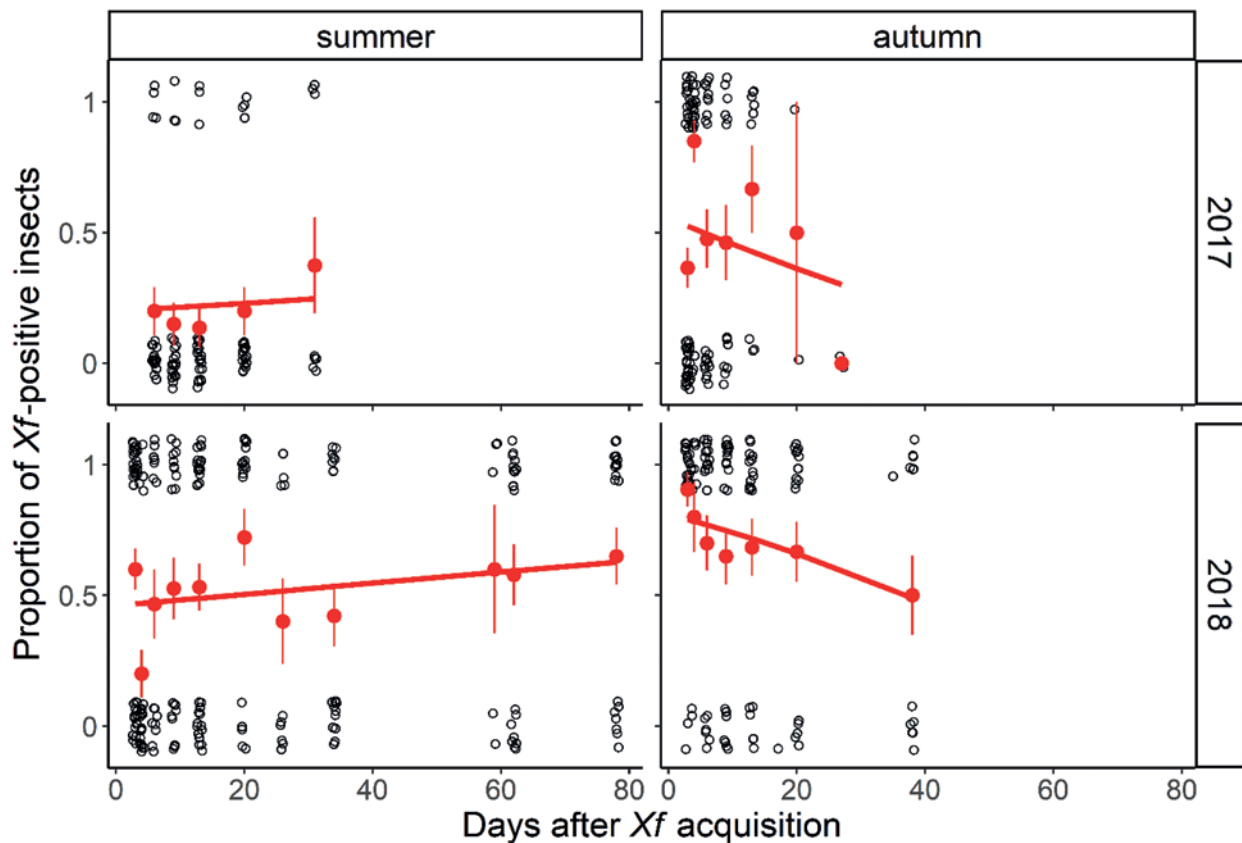 summer
autumn
Proportion of Xf-positive insects
1
0.5
0
2017
1
0.5
0
2018
0 20 40 60 80
0 20 40 60 80
Days after Xf acquisition